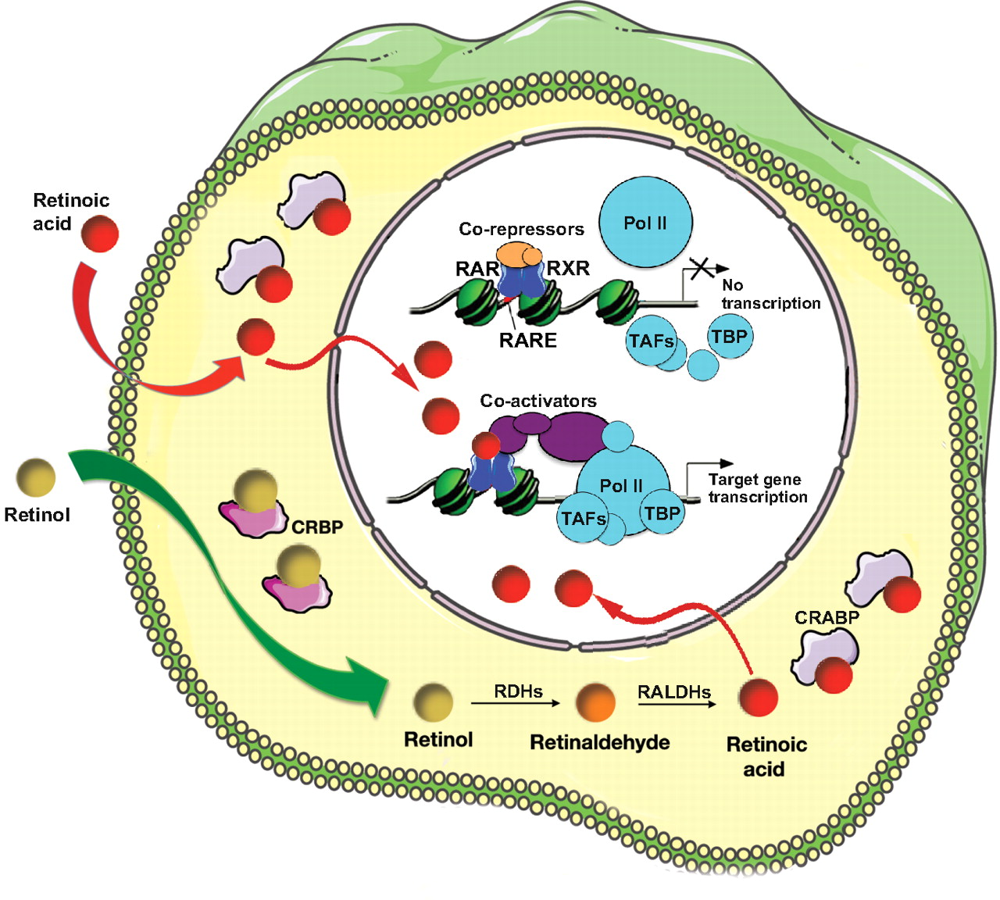 Retinoic
acid
Co-repressors
Pol II
RAR
RXR
No
transcription
RARE
TAFs
TBP
Co-activators
Pol II
Target gene
transcription
TAFs
TBP
Retinol
CRBP
CRABP
RDHs
RALDHs
Retinol
Retinaldehyde
Retinoic
acid